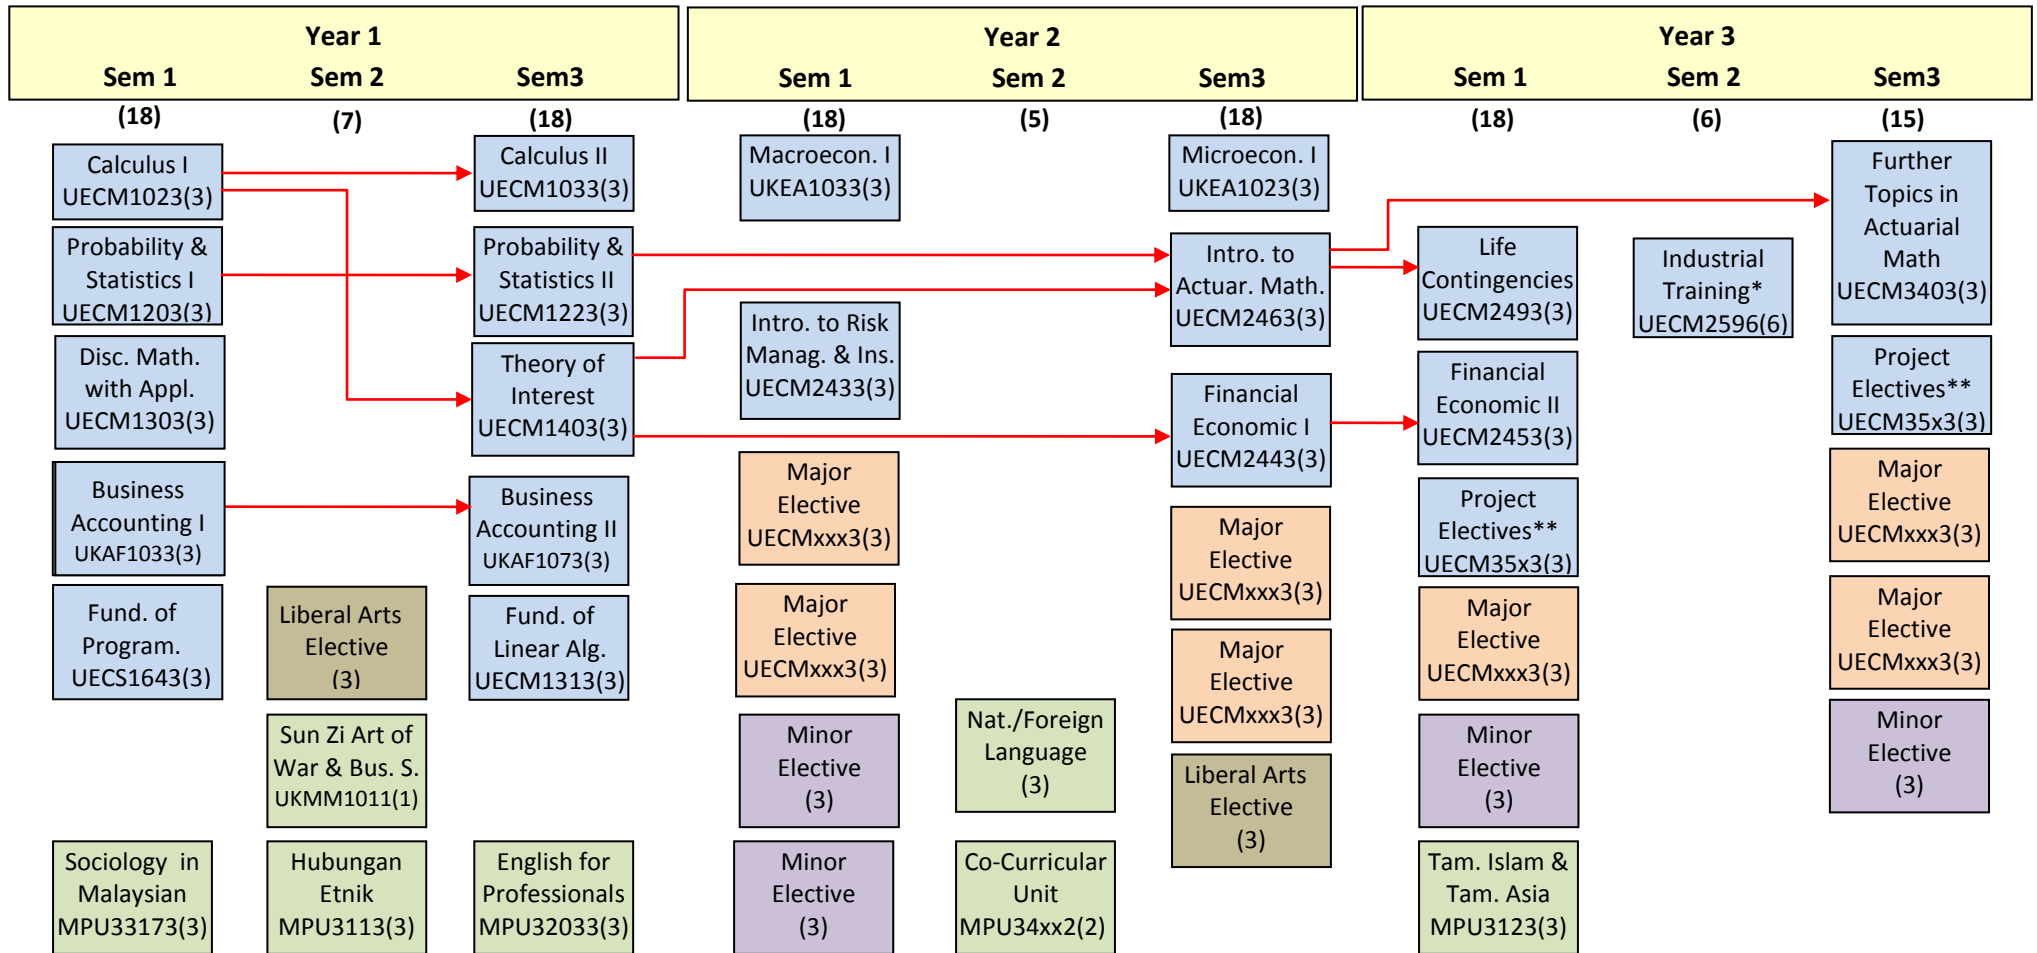 Year 1
Sem 1 Sem 2 Sem3
(18) (7) (18)
Year 2
Sem 1 Sem 2 Sem3
(18) (5) (18)
Year 3
Sem 1 Sem 2 Sem3
(18) (6) (15)
Calculus I
UECM1023(3)
Probability &
Statistics I
UECM1203(3)
Disc. Math.
with Appl.
UECM1303(3)
Business
Accounting I
UKAF1033(3)
Fund. of
Program.
UECS1643(3)
Sociology in
Malaysian
MPU33173(3)
Liberal Arts
Elective
(3)
Sun Zi Art of
War & Bus. S.
UKMM1011(1)
Hubungan
Etnik
MPU3113(3)
Calculus II
UECM1033(3)
Probability &
Statistics II
UECM1223(3)
Theory of
Interest
UECM1403(3)
Business
Accounting II
UKAF1073(3)
Fund. of
Linear Alg.
UECM1313(3)
English for
Professionals
MPU32033(3)
Macroecon. I
UKEA1033(3)
Intro. to Risk
Manag. & Ins.
UECM2433(3)
Major
Elective
UECMxxx3(3)
Major
Elective
UECMxxx3(3)
Minor
Elective
(3)
Minor
Elective
(3)
Nat./Foreign
Language
(3)
Co-Curricular
Unit
MPU34xx2(2)
Microecon. I
UKEA1023(3)
Intro. to
Actuar. Math.
UECM2463(3)
Financial
Economic I
UECM2443(3)
Major
Elective
UECMxxx3(3)
Major
Elective
UECMxxx3(3)
Liberal Arts
Elective
(3)
Life
Contingencies
UECM2493(3)
Financial
Economic II
UECM2453(3)
Project
Electives**
UECM35x3(3)
Major
Elective
UECMxxx3(3)
Minor
Elective
(3)
Tam. Islam &
Tam. Asia
MPU3123(3)
Industrial
Training*
UECM2596(6)
Further
Topics in
Actuarial
Math
UECM3403(3)
Project
Electives**
UECM35x3(3)
Major
Elective
UECMxxx3(3)
Major
Elective
UECMxxx3(3)
Minor
Elective
(3)